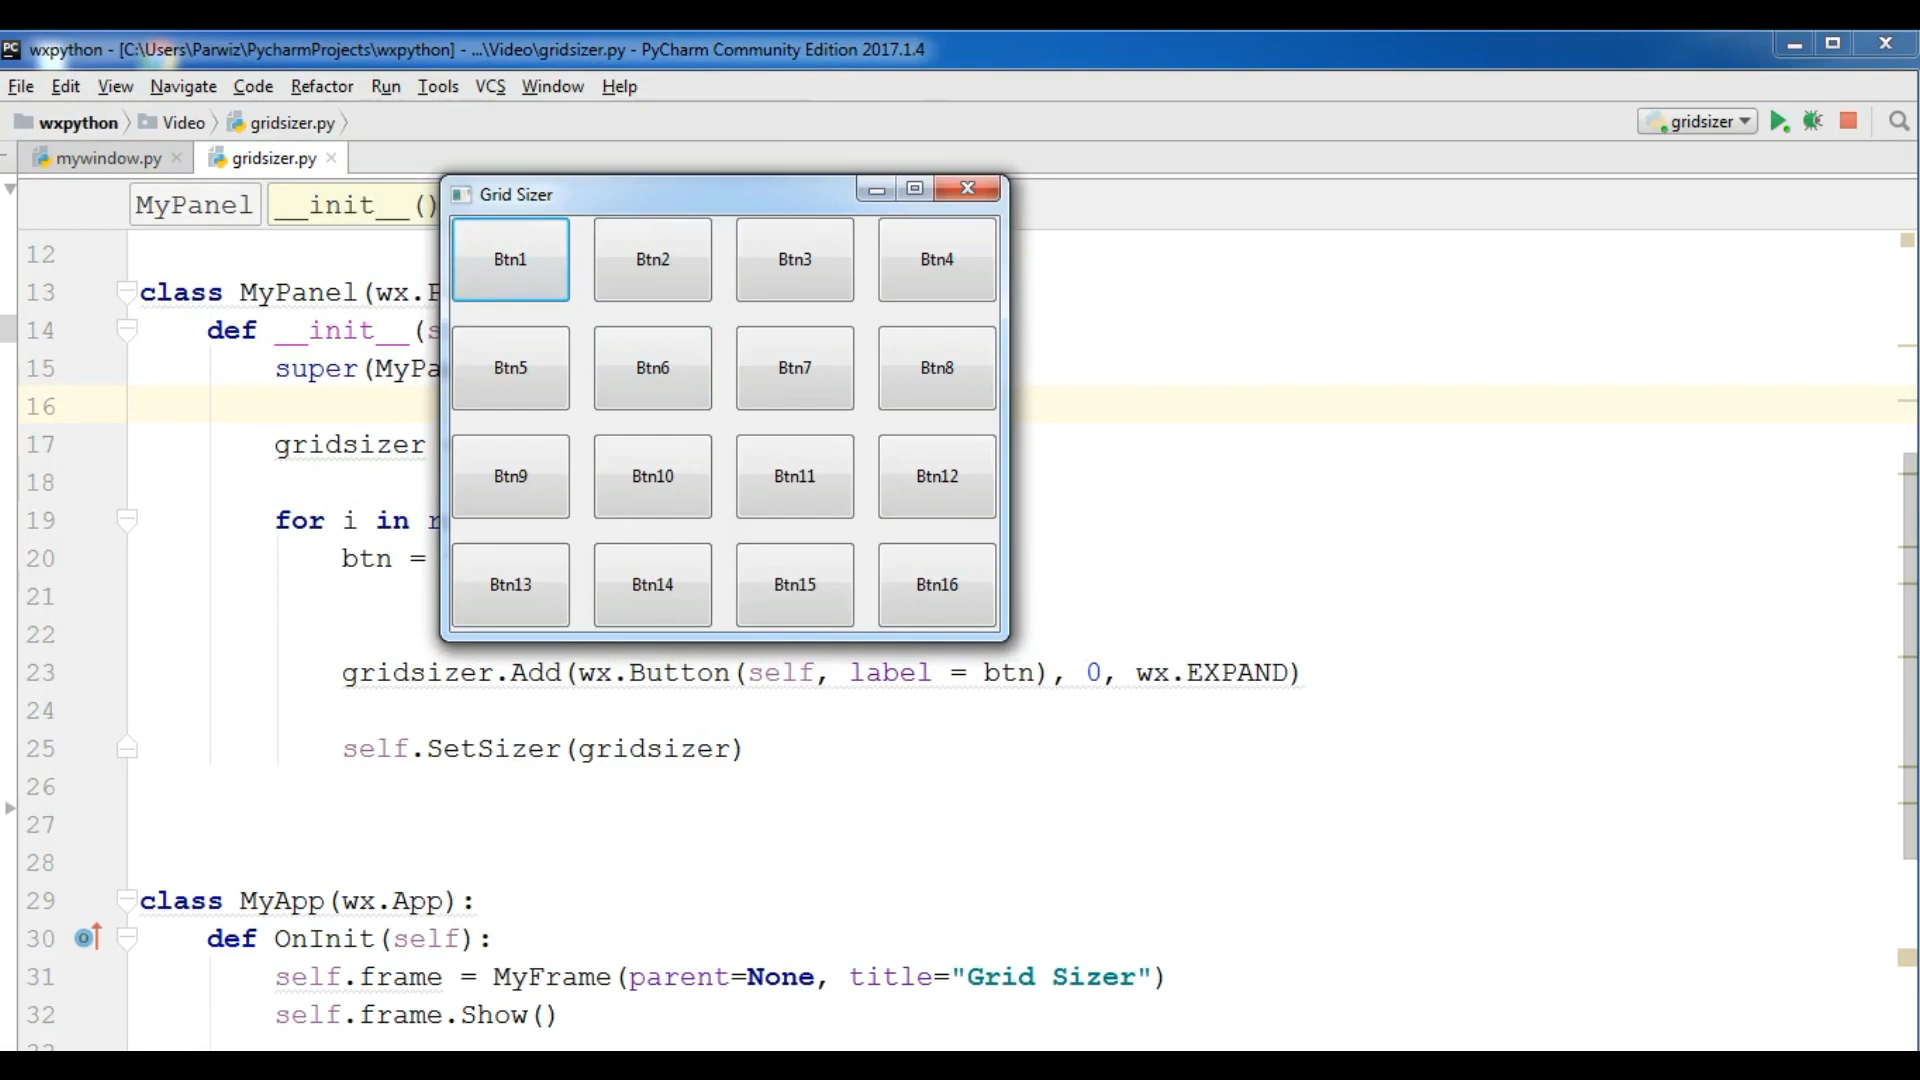 PC wxpython - [C:\Users\Parwiz\PycharmProjects\wxpython] - ...\Video\gridsizer.py - PyCharm Community Edition 2017.1.4
File Edit View Navigate Code Refactor Run Tools VCS Window Help
wxpython Video gridsizer.py gridsizer
mywindow.py gridsizer.py
MyPanel __init__()
Grid Sizer
Btn1 Btn2 Btn3 Btn4
Btn5 Btn6 Btn7 Btn8
Btn9 Btn10 Btn11 Btn12
Btn13 Btn14 Btn15 Btn16
12
13 class MyPanel(wx.
14 def __init__(s
15 super(MyPa
16
17 gridsizer
18
19 for i in r
20 btn =
21
22
23 gridsizer.Add(wx.Button(self, label = btn), 0, wx.EXPAND)
24
25 self.SetSizer(gridsizer)
26
27
28
29 class MyApp(wx.App):
30 def OnInit(self):
31 self.frame = MyFrame(parent=None, title="Grid Sizer")
32 self.frame.Show()